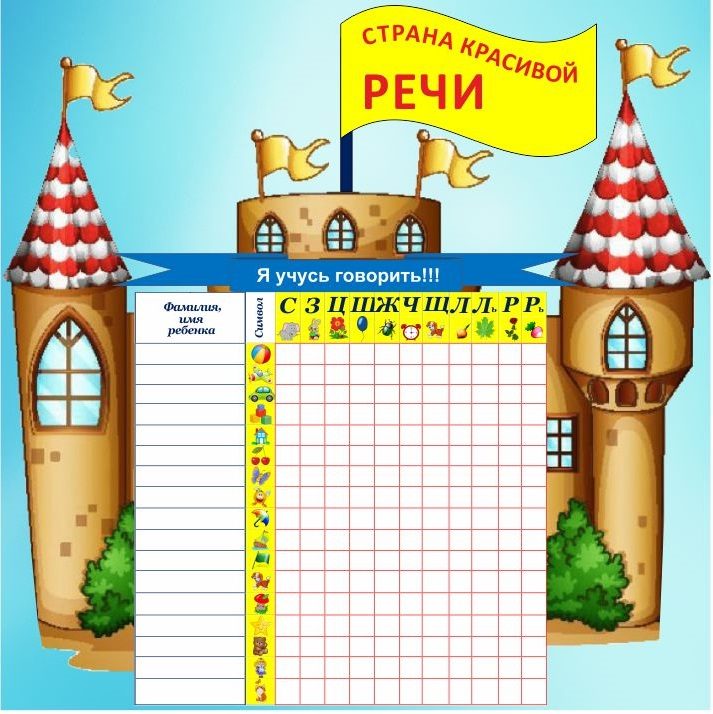 СТРАНА КРАСИВОЙ
РЕЧИ
Я учусь говорить!!!
Фамилия,
имя
ребенка
Символ
С З Ц Ш Ж Ч Щ Л Ль Р Рь